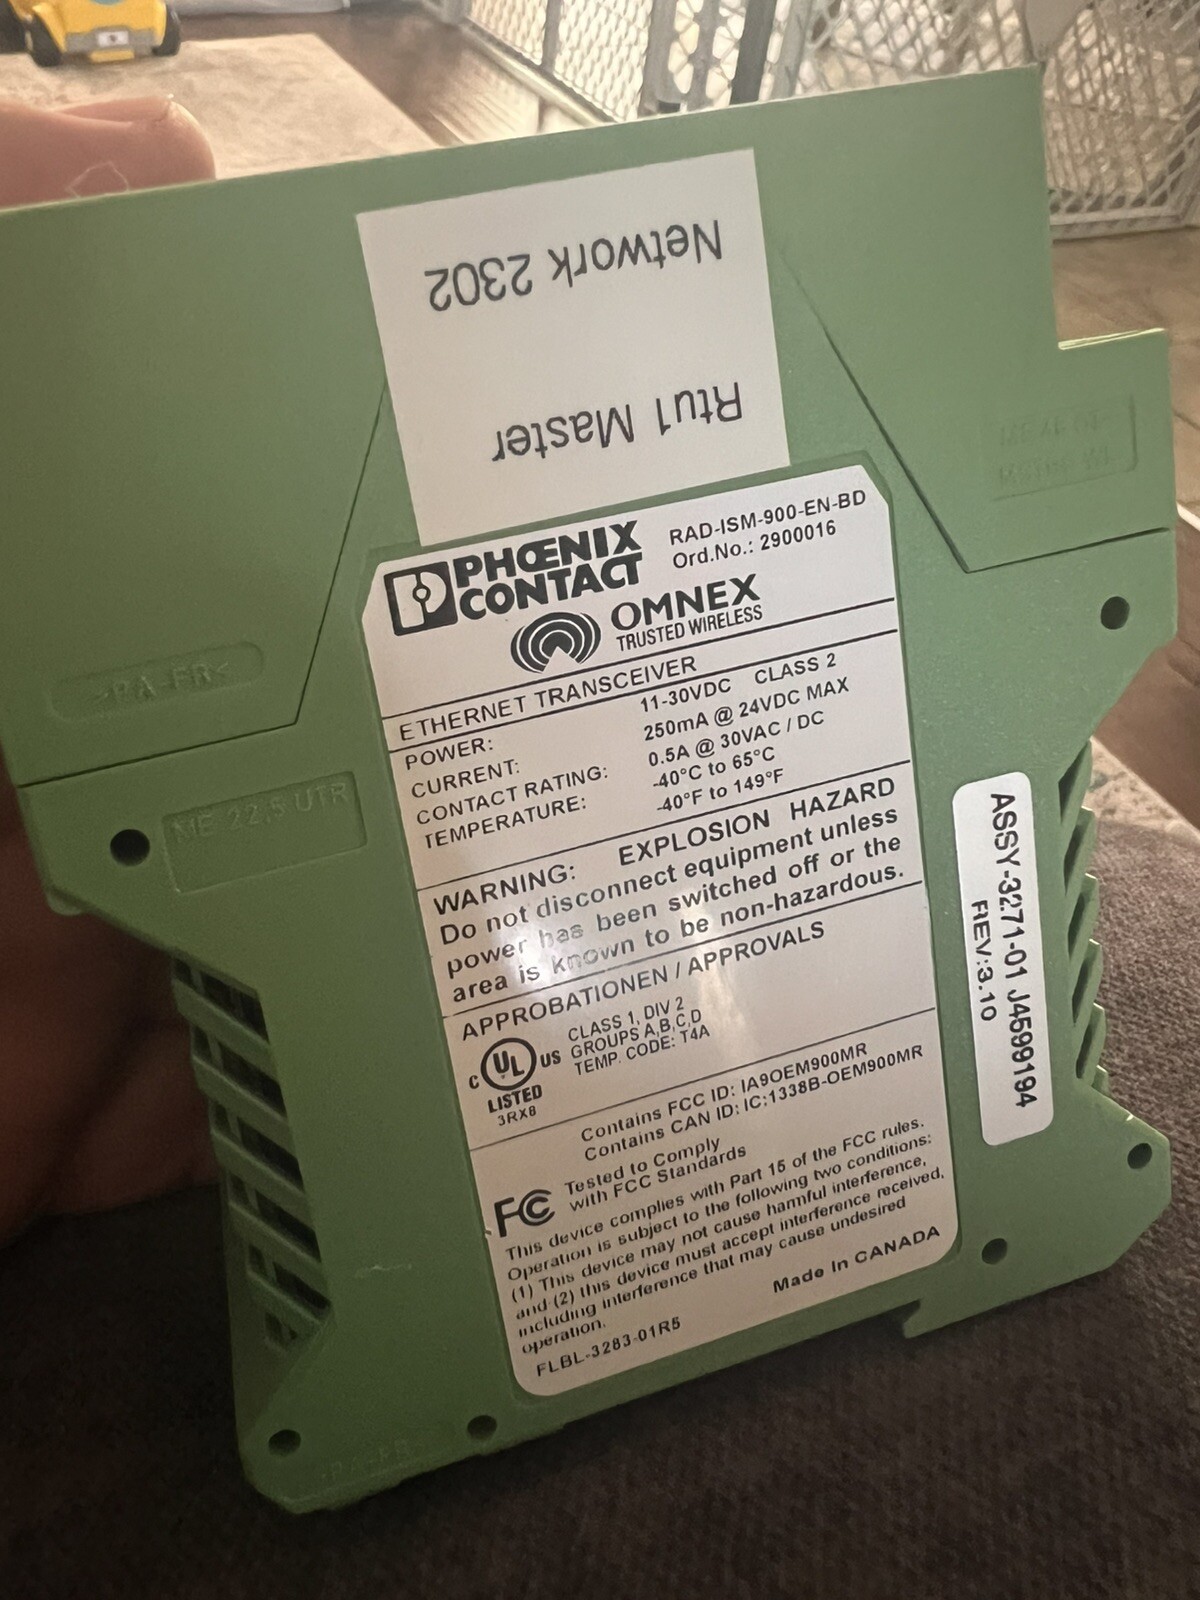 Rtu1 Master
Network 2302
PHŒNIX
CONTACT
RAD-ISM-900-EN-BD
Ord.No.: 2900016
OMNEX
TRUSTED WIRELESS
ETHERNET TRANSCEIVER
POWER: 11-30VDC CLASS 2
CURRENT: 250mA @ 24VDC MAX
CONTACT RATING: 0.5A @ 30VAC / DC
TEMPERATURE: -40°C to 65°C
-40°F to 149°F
WARNING: EXPLOSION HAZARD
Do not disconnect equipment unless
power has been switched off or the
area is known to be non-hazardous.
APPROBATIONEN / APPROVALS
C UL US
LISTED
3RX8
CLASS 1, DIV 2
GROUPS A,B,C,D
TEMP. CODE: T4A
Contains FCC ID: IA9OEM900MR
Contains CAN ID: IC:1338B-OEM900MR
FC
Tested to Comply
with FCC Standards
This device complies with Part 15 of the FCC rules.
Operation is subject to the following two conditions:
(1) This device may not cause harmful interference,
and (2) this device must accept interference received,
including interference that may cause undesired
operation.
Made In CANADA
FLBL-3283-01R5
ASSY-3271-01 J4599194
REV:3.10
>PA-FR<
ME 22,5 UTR